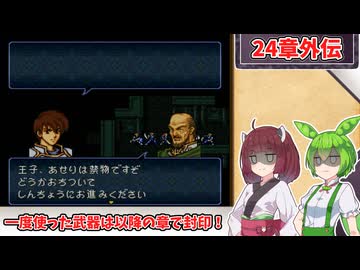 24章外伝
王子、あせりは禁物ですぞ
どうかおちついて
しんちょうにお進みください
一度使った武器は以降の章で封印！